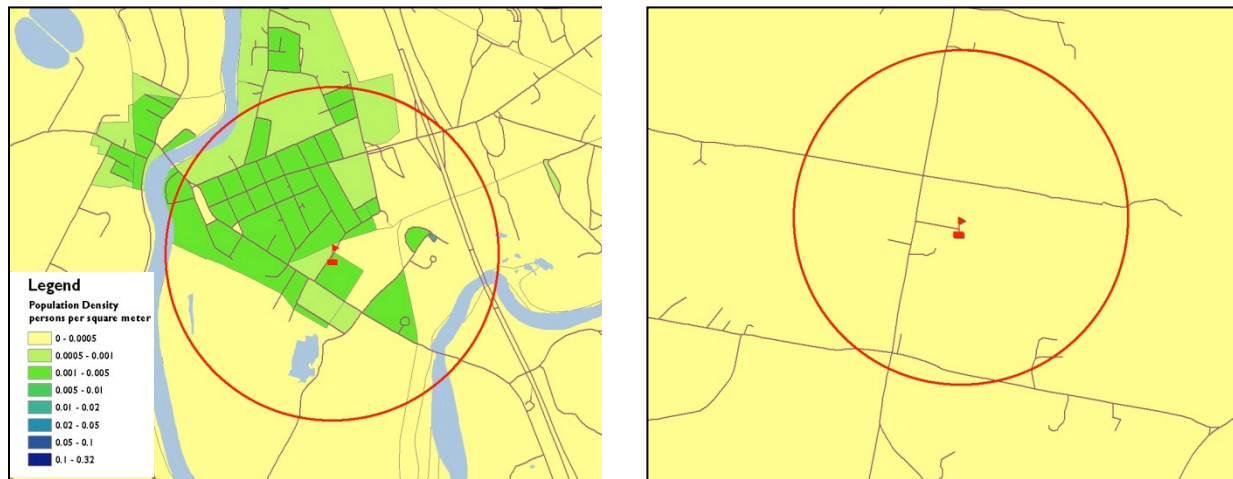 Legend
Population Density
persons per square meter
0 - 0.0005
0.0005 - 0.001
0.001 - 0.005
0.005 - 0.01
0.01 - 0.02
0.02 - 0.05
0.05 - 0.1
0.1 - 0.32